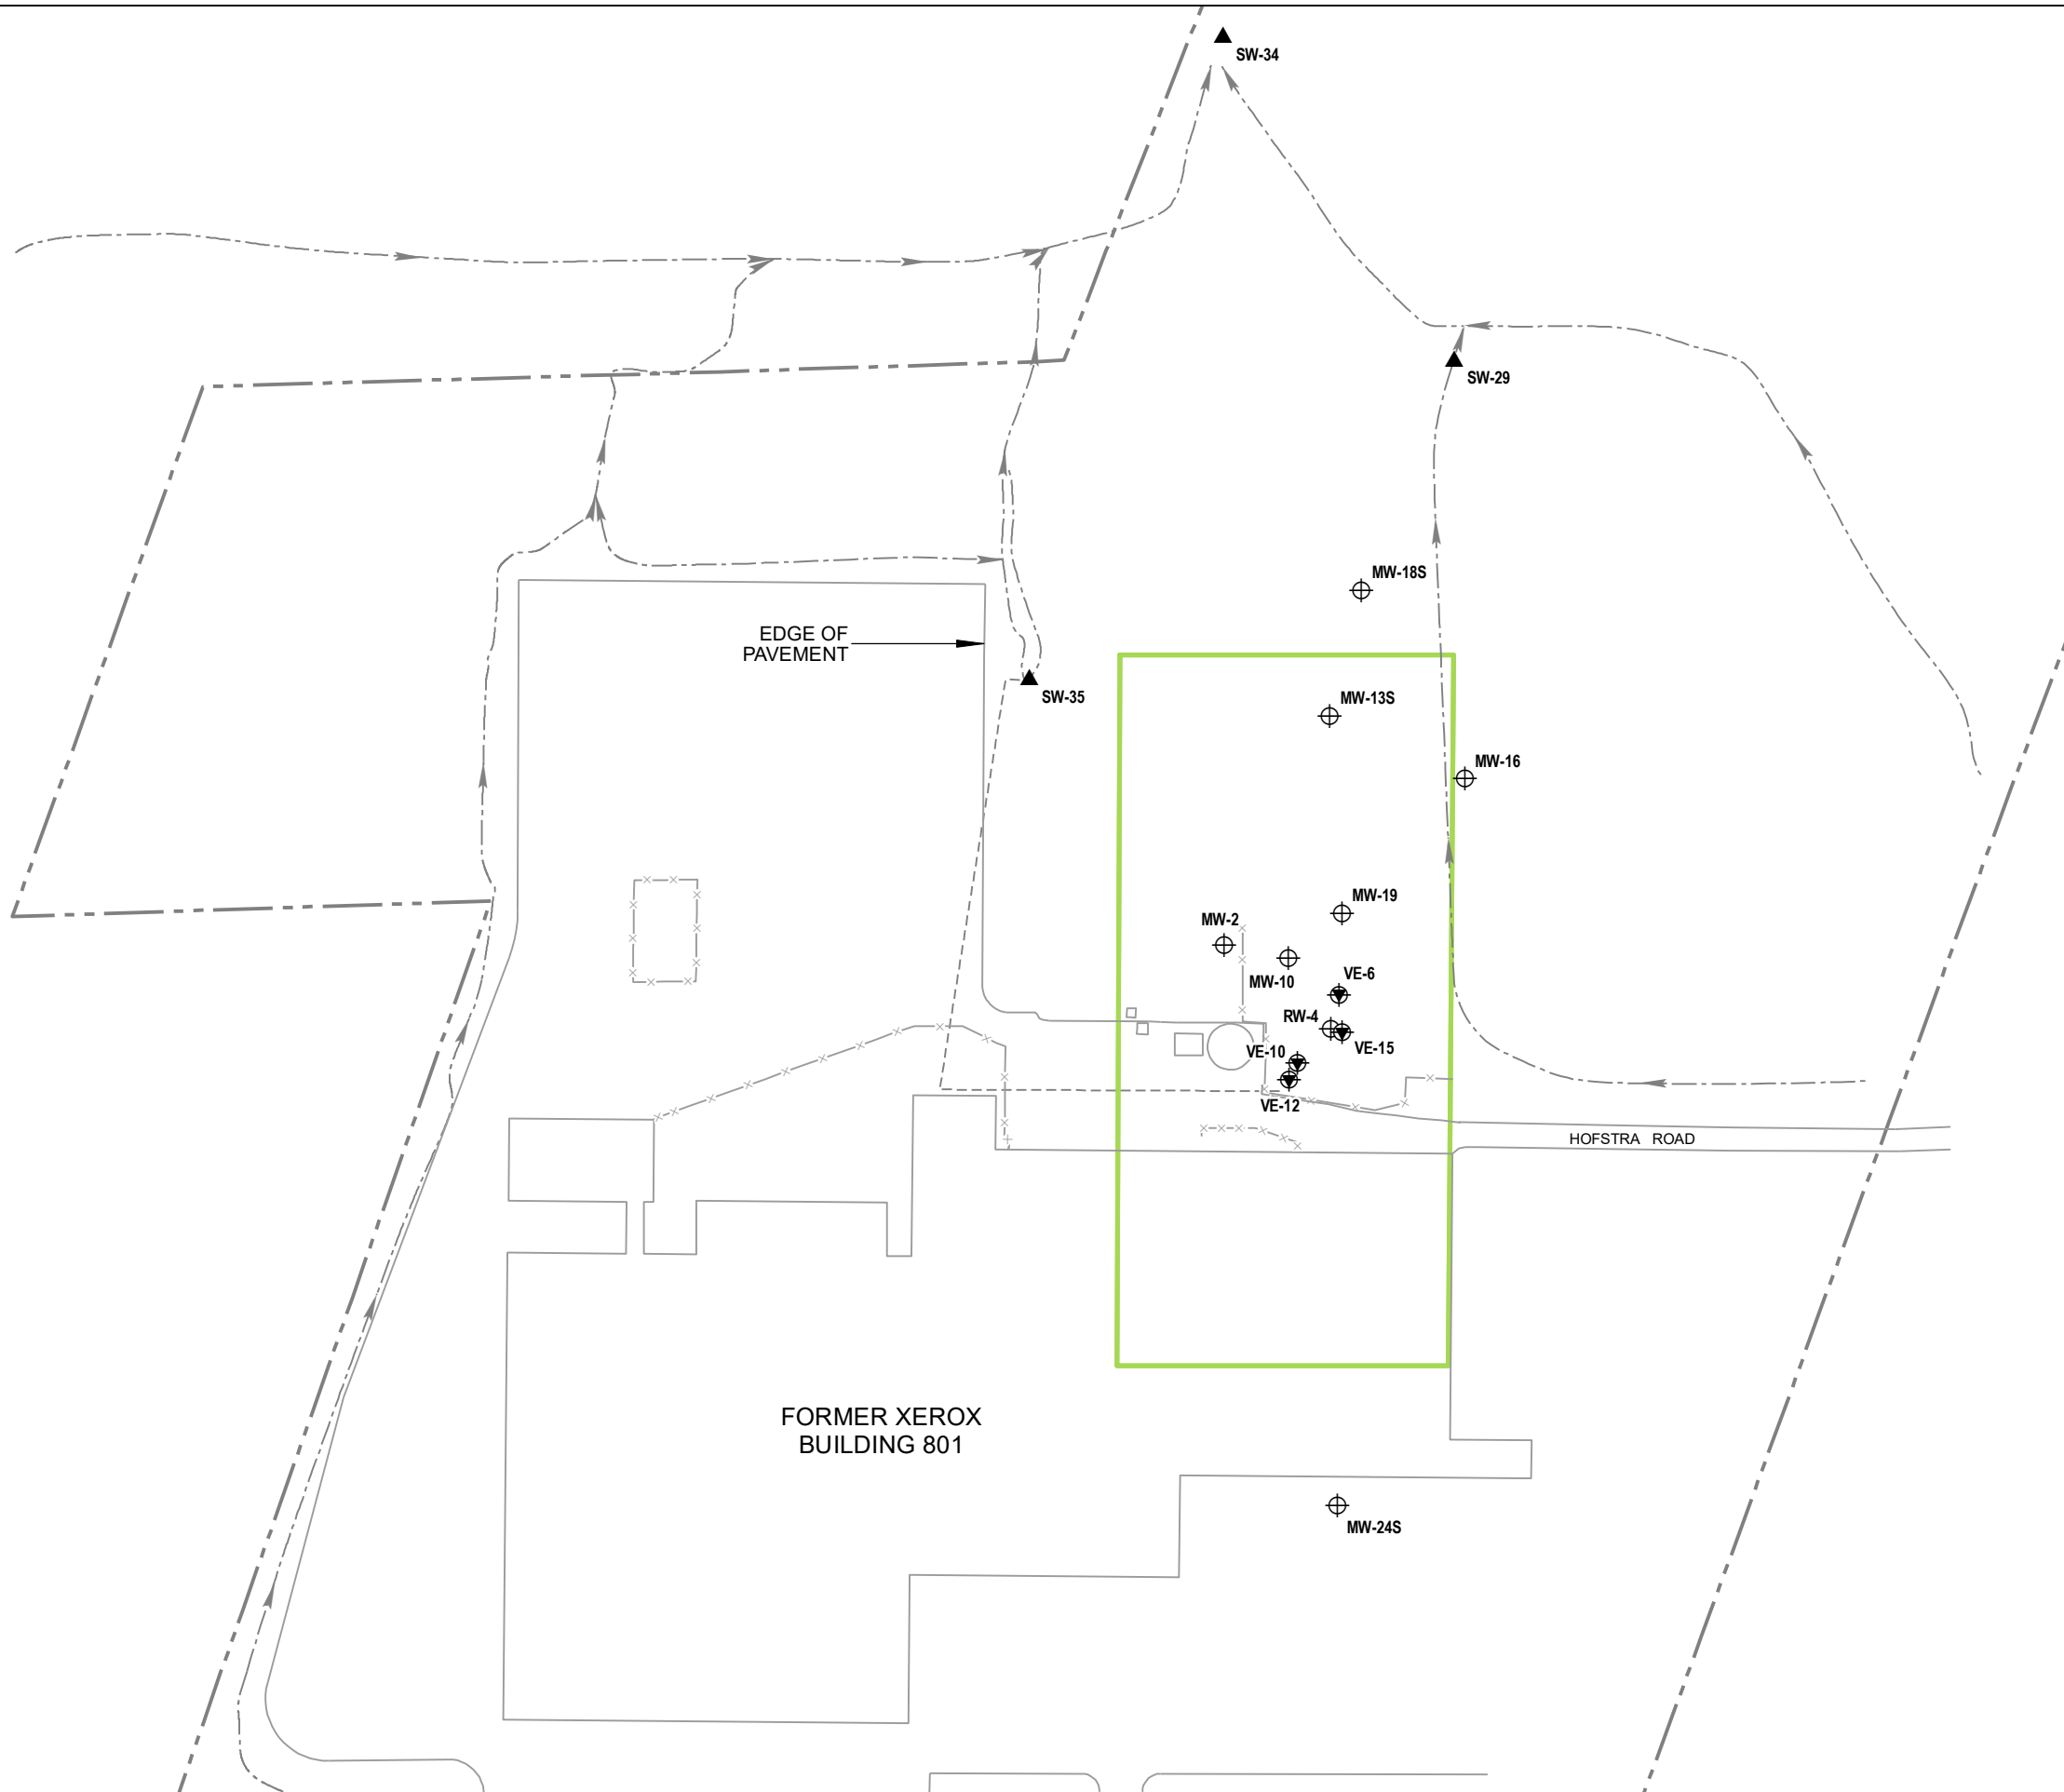 SW-34
SW-29
MW-18S
EDGE OF
PAVEMENT
SW-35
MW-13S
MW-16
MW-19
MW-2
MW-10
VE-6
RW-4
VE-15
VE-10
VE-12
HOFSTRA ROAD
FORMER XEROX
BUILDING 801
MW-24S